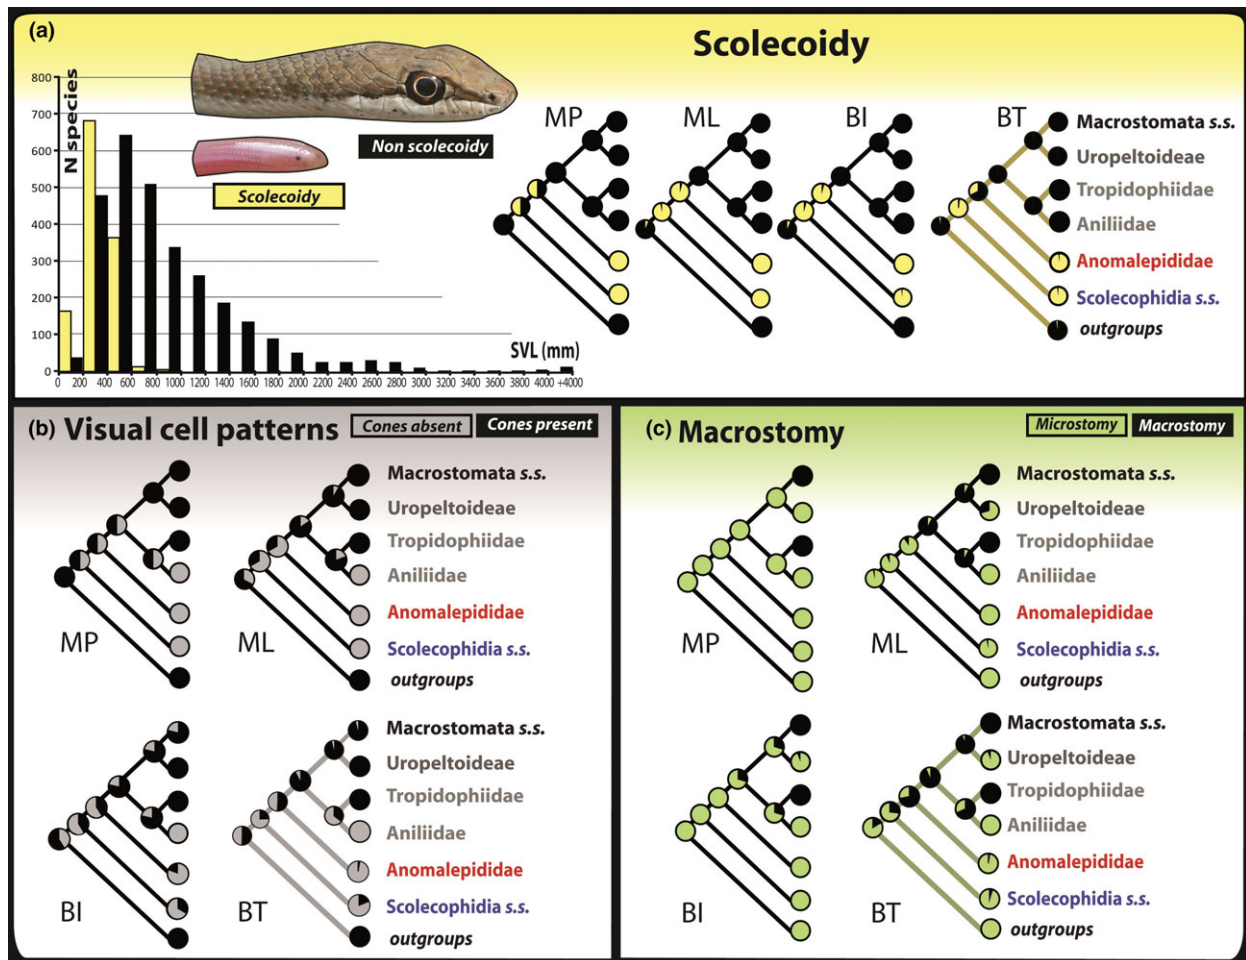 (a)
Scolecoidy
N species
800
700
600
500
400
300
200
100
0
Non scolecoidy
Scolecoidy
SVL (mm)
0 200 400 600 800 1000 1200 1400 1600 1800 2000 2200 2400 2600 2800 3000 3200 3400 3600 3800 4000 +4000
MP ML BI BT
Macrostomata s.s.
Uropeltoideae
Tropidophiidae
Aniliidae
Anomalepididae
Scolecophidia s.s.
outgroups
(b) Visual cell patterns
Cones absent Cones present
Macrostomata s.s.
Uropeltoideae
Tropidophiidae
Aniliidae
Anomalepididae
Scolecophidia s.s.
outgroups
MP ML
Macrostomata s.s.
Uropeltoideae
Tropidophiidae
Aniliidae
Anomalepididae
Scolecophidia s.s.
outgroups
BI BT
(c) Macrostomy
Microstomy Macrostomy
Macrostomata s.s.
Uropeltoideae
Tropidophiidae
Aniliidae
Anomalepididae
Scolecophidia s.s.
outgroups
MP ML
Macrostomata s.s.
Uropeltoideae
Tropidophiidae
Aniliidae
Anomalepididae
Scolecophidia s.s.
outgroups
BI BT